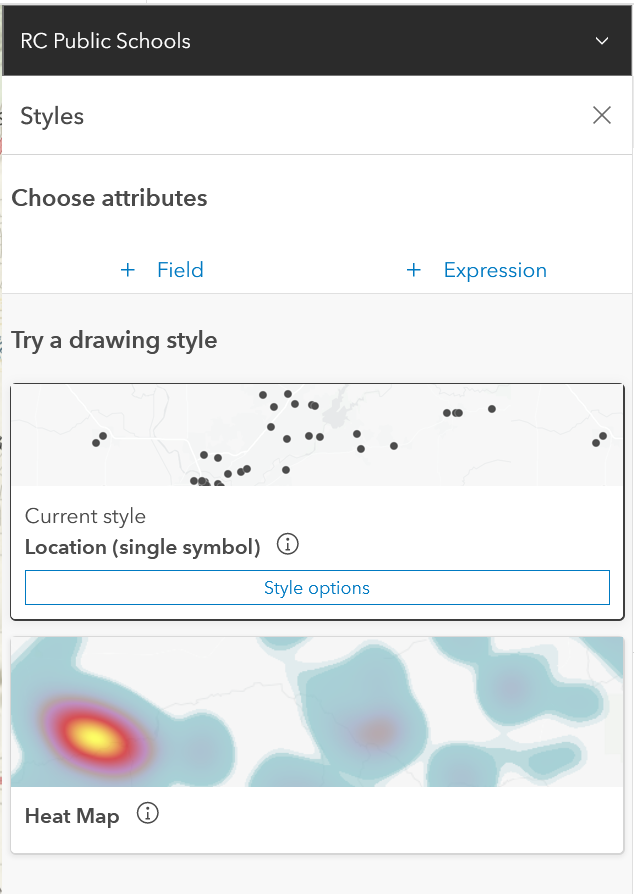 RC Public Schools
Styles
Choose attributes
+ Field
+ Expression
Try a drawing style
Current style
Location (single symbol)
Style options
Heat Map